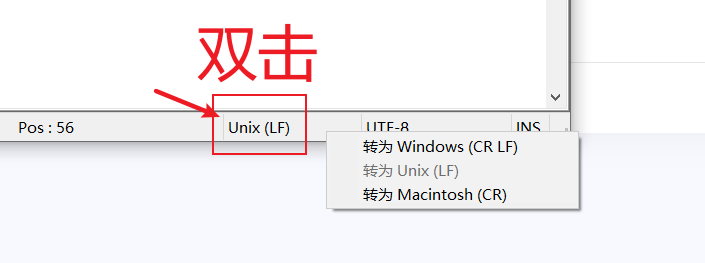 双击
Pos : 56
Unix (LF)
UTF-8
INS
转为 Windows (CR LF)
转为 Unix (LF)
转为 Macintosh (CR)